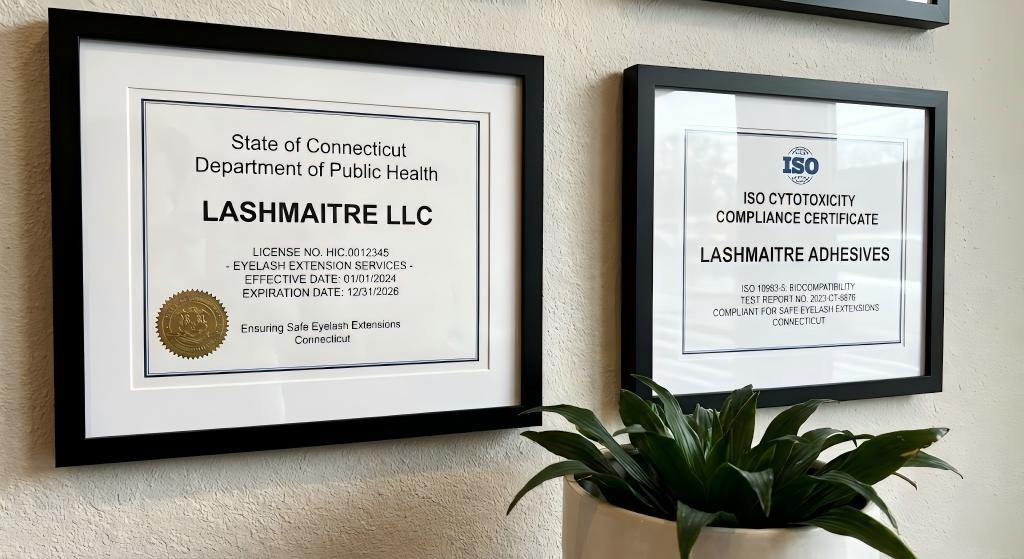 State of Connecticut
Department of Public Health
LASHMAITRE LLC
LICENSE NO. HIC.0012345
- EYELASH EXTENSION SERVICES -
EFFECTIVE DATE: 01/01/2024
EXPIRATION DATE: 12/31/2026
Ensuring Safe Eyelash Extensions
Connecticut
ISO
ISO CYTOTOXICITY
COMPLIANCE CERTIFICATE
LASHMAITRE ADHESIVES
ISO 10983-5: BIOCOMPATIBILITY
TEST REPORT NO. 2023-CT-8876
COMPLIANT FOR SAFE EYELASH EXTENSIONS
CONNECTICUT